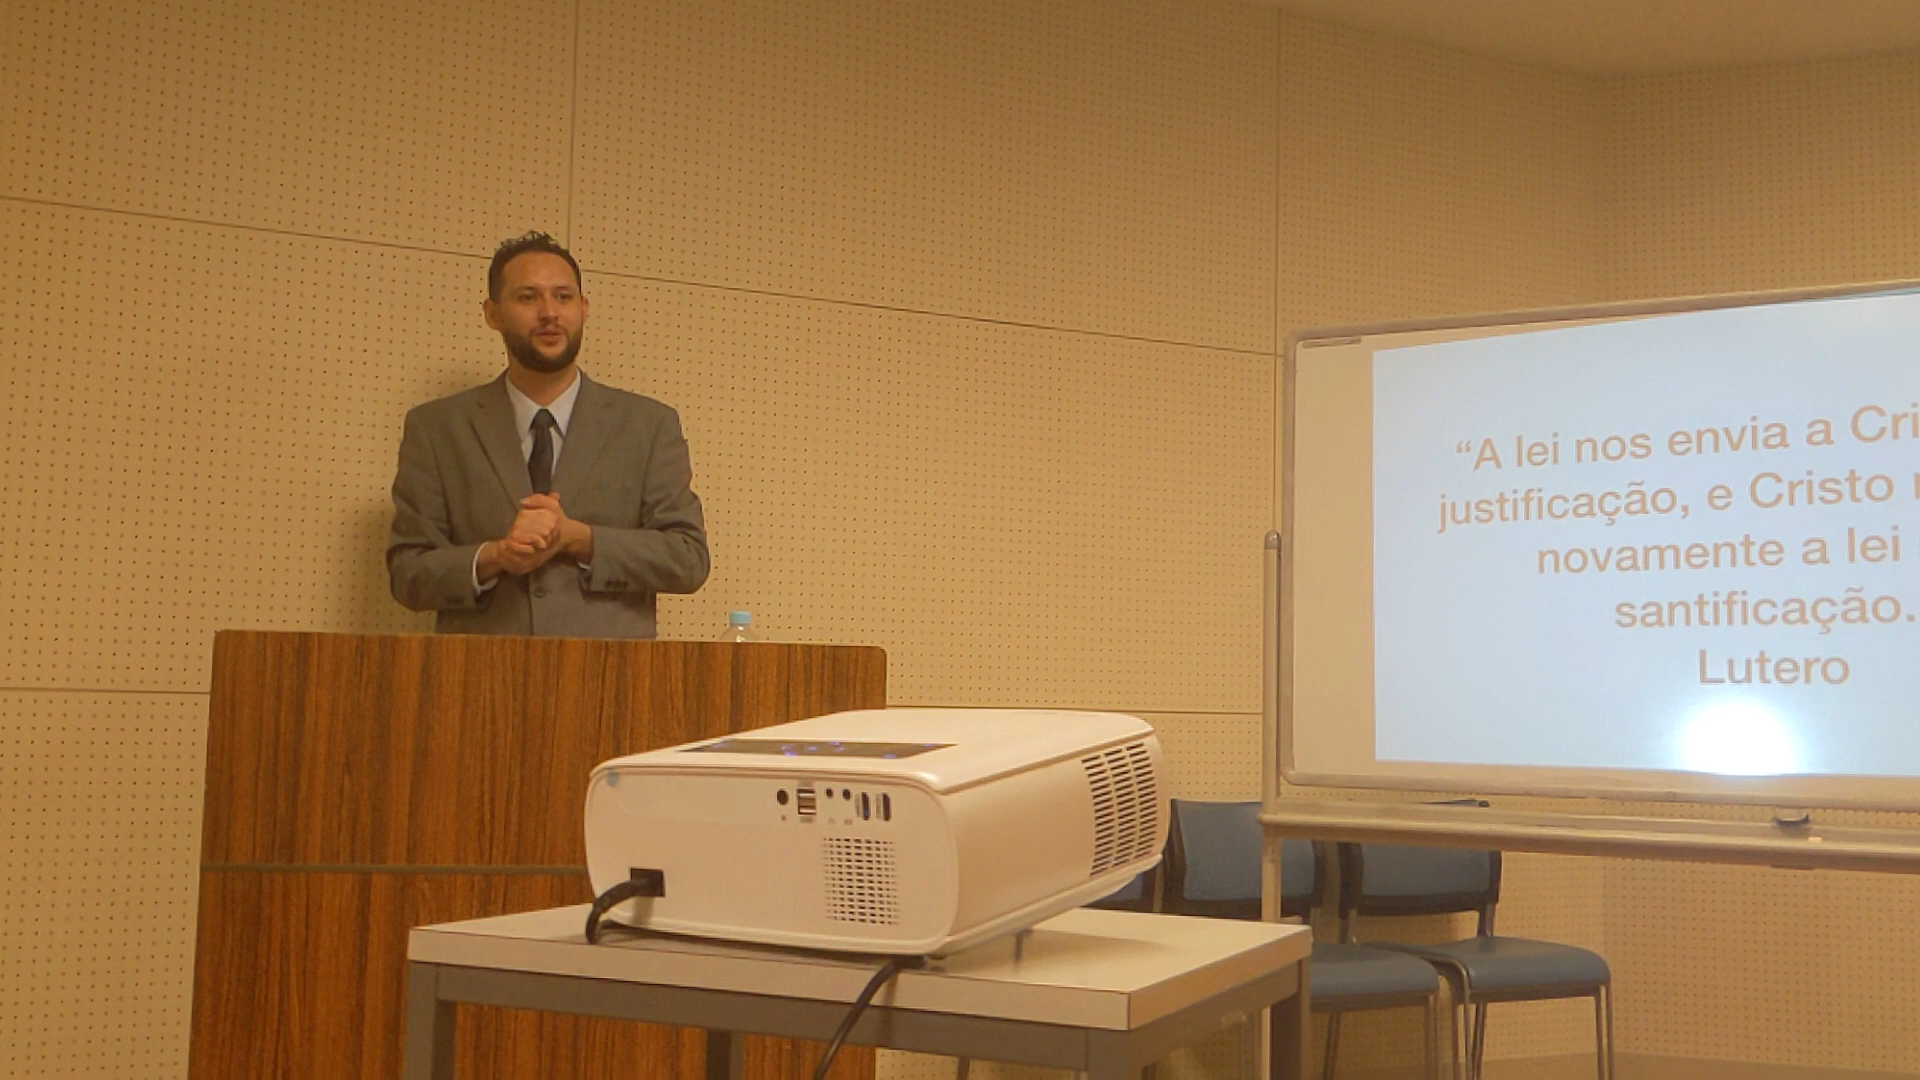 “A lei nos envia a Cri
justificação, e Cristo
novamente a lei
santificação.
Lutero